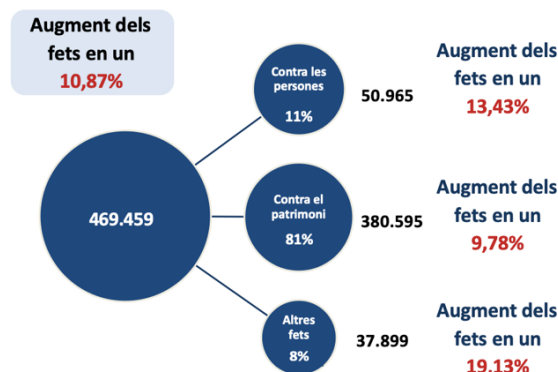 Augment dels
fets en un
10,87%
469.459
Contra les
persones
11%
50.965
Augment dels
fets en un
13,43%
Contra el
patrimoni
81%
380.595
Augment dels
fets en un
9,78%
Altres
fets
8%
37.899
Augment dels
fets en un
19,13%